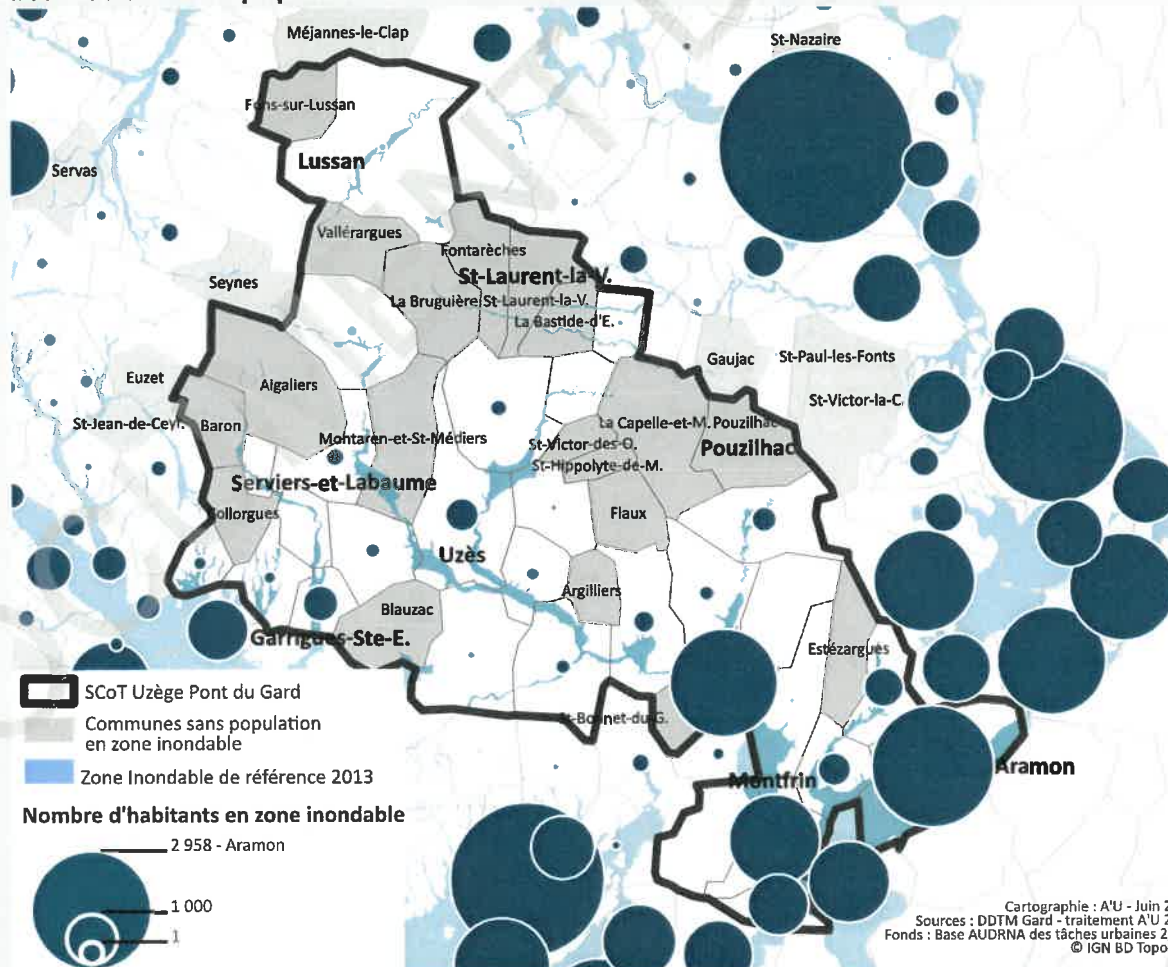 Méjannes-le-Clap
St-Nazaire
Fons-sur-Lussan
Lussan
Servas
Vallérargues
Fontarèches
St-Laurent-la-V.
Seynes
La Bruguière
St-Laurent-la-V.
La Bastide-d'E.
Gaujac
St-Paul-les-Fonts
Euzet
Aigaliers
St-Victor-la-C.
St-Jean-de-Ceyr.
Baron
Montaren-et-St-Médiers
La Capelle-et-M.
Pouzilhac
St-Victor-des-O.
Pouzilhac
St-Hippolyte-de-M.
Serviers-et-Labaume
Collorgues
Flaux
Uzès
Argilliers
Blauzac
Garrigues-Ste-E.
Estézargues
SCoT Uzège Pont du Gard
St-Bonnet-du-G.
Communes sans population
en zone inondable
Zone Inondable de référence 2013
Montfrin
Aramon
Nombre d'habitants en zone inondable
2 958 - Aramon
1 000
1
Cartographie : A'U - Juin
Sources : DDTM Gard - traitement A'U
Fonds : Base AUDRNA des tâches urbaines
© IGN BD Topo